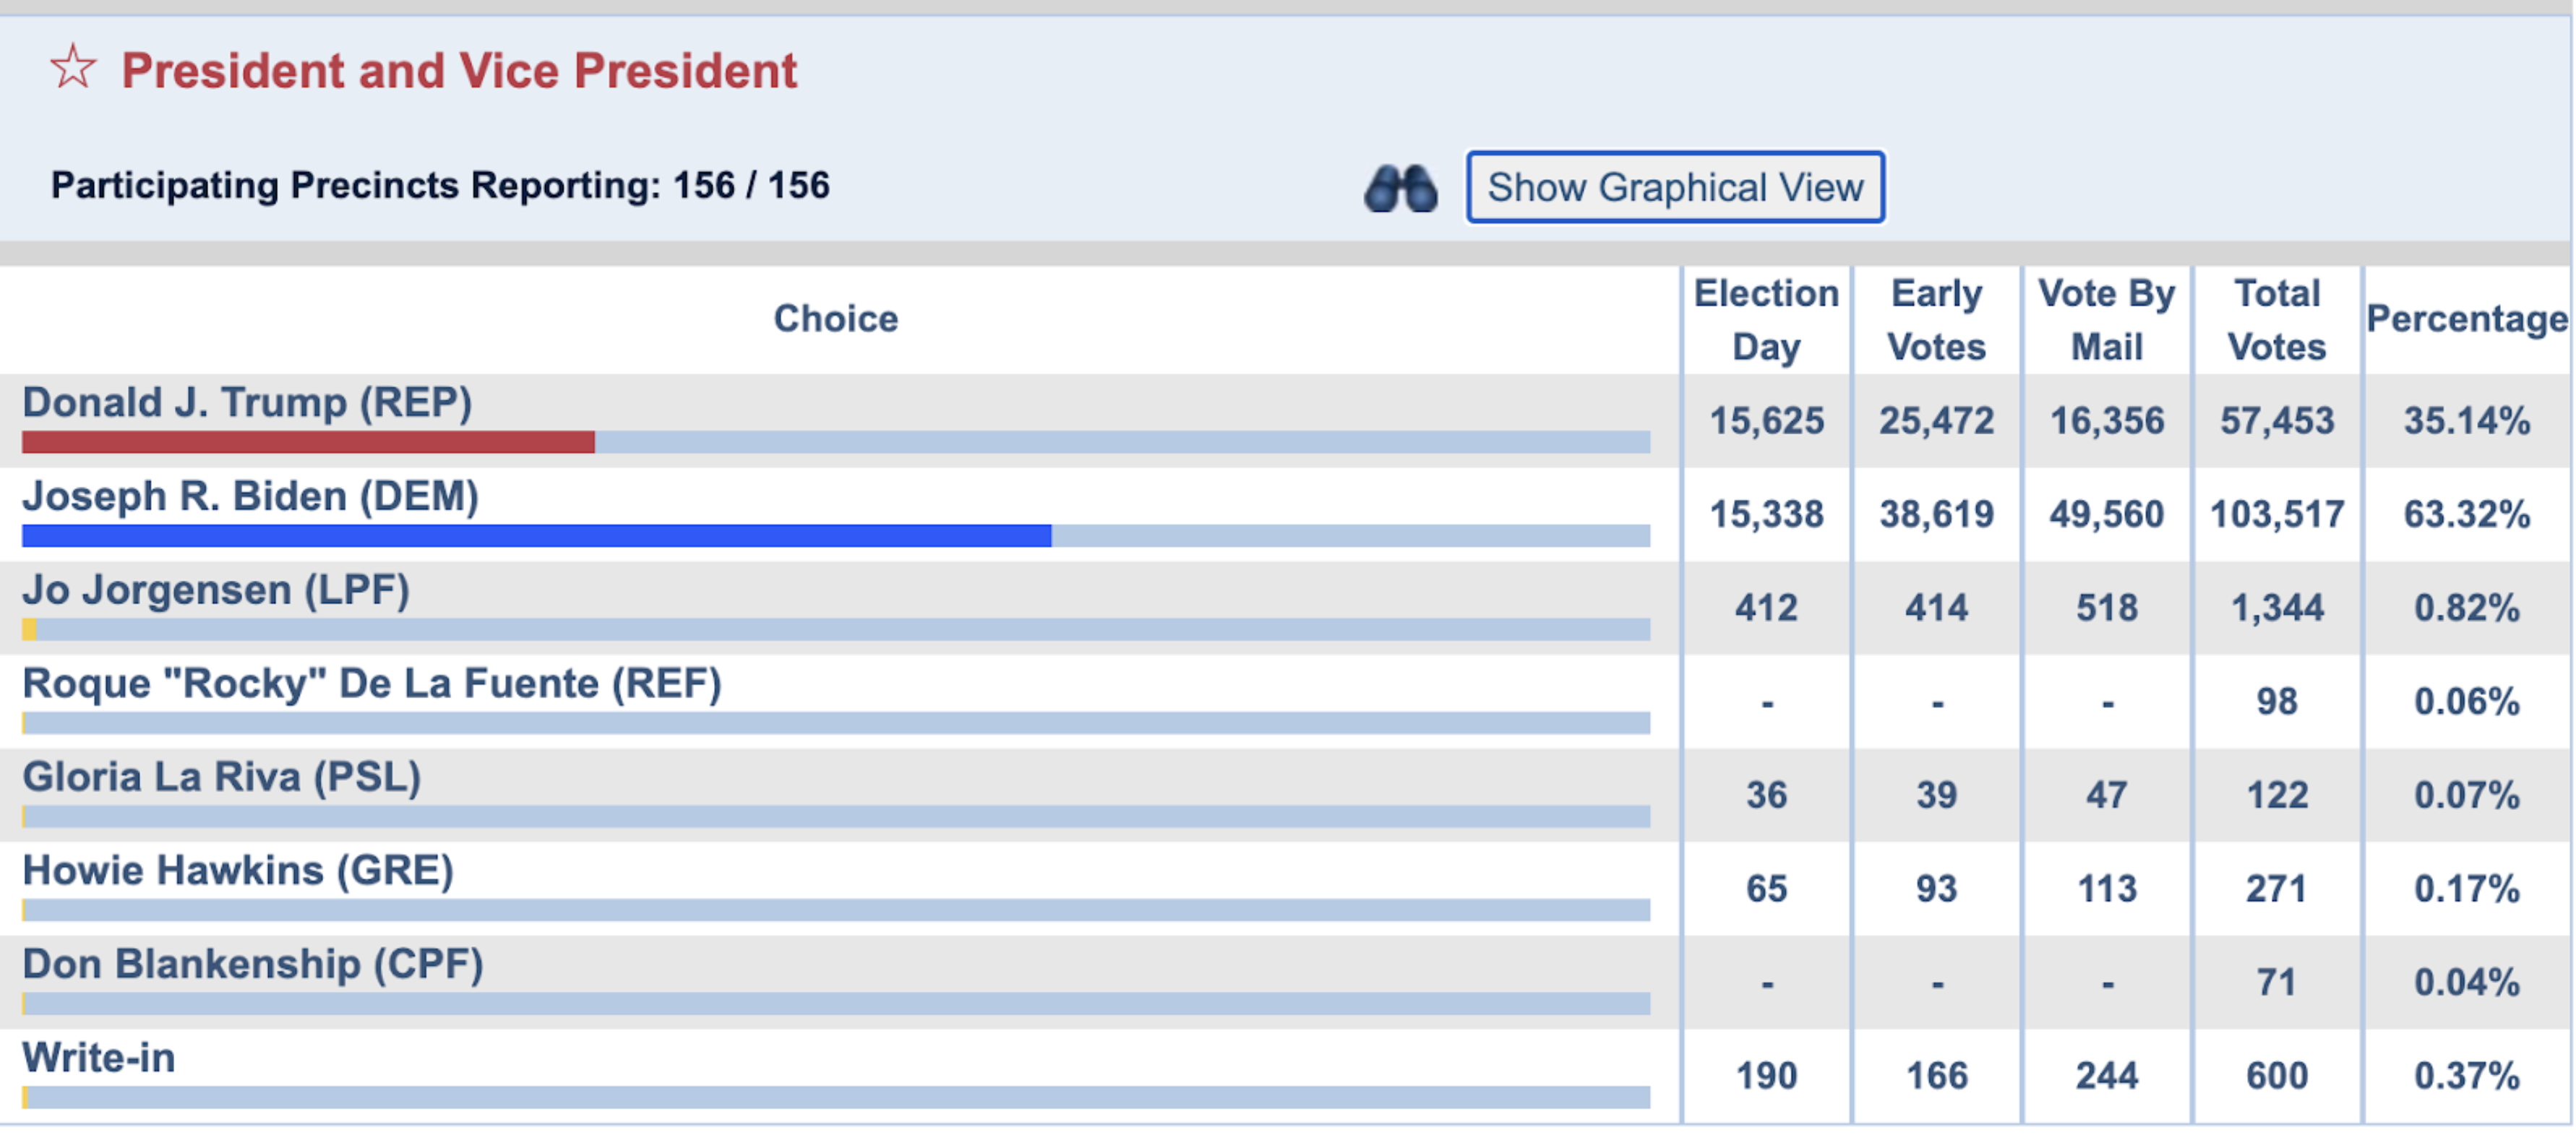 ☆ President and Vice President
Participating Precincts Reporting: 156 / 156
Show Graphical View
Choice Election Day Early Votes Vote By Mail Total Votes Percentage
Donald J. Trump (REP) 15,625 25,472 16,356 57,453 35.14%
Joseph R. Biden (DEM) 15,338 38,619 49,560 103,517 63.32%
Jo Jorgensen (LPF) 412 414 518 1,344 0.82%
Roque "Rocky" De La Fuente (REF) - - - 98 0.06%
Gloria La Riva (PSL) 36 39 47 122 0.07%
Howie Hawkins (GRE) 65 93 113 271 0.17%
Don Blankenship (CPF) - - - 71 0.04%
Write-in 190 166 244 600 0.37%